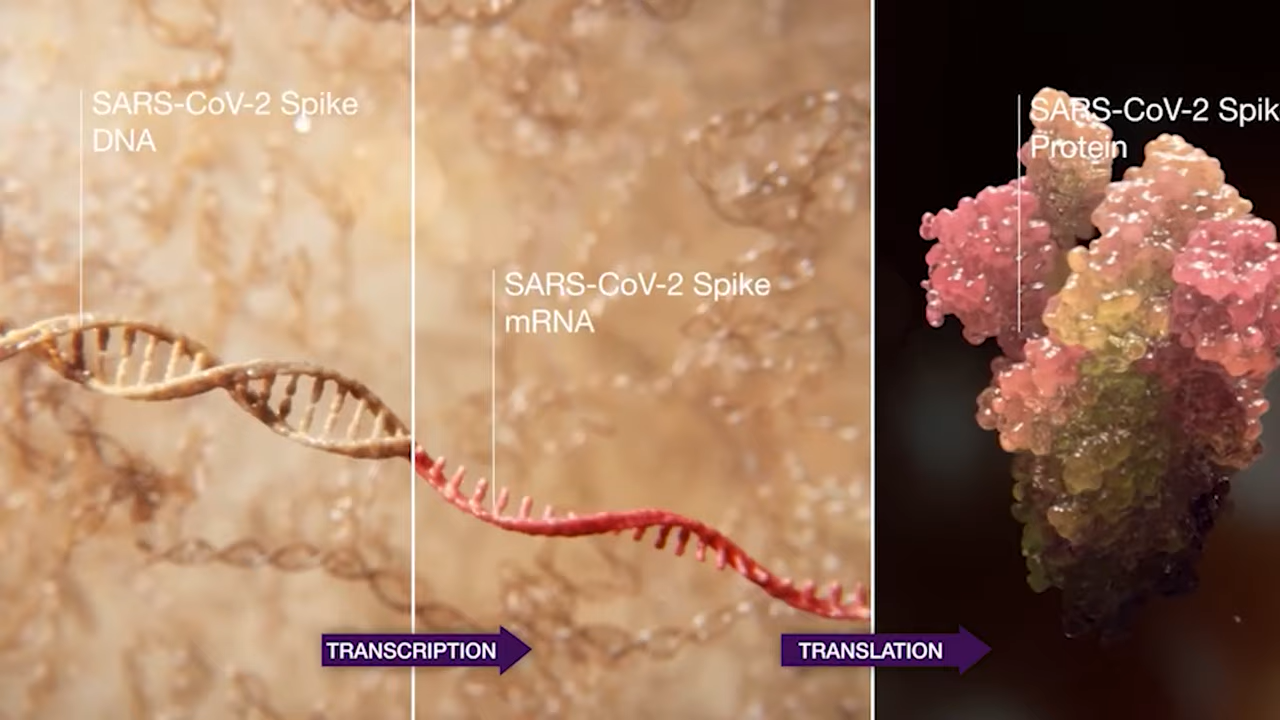 SARS-CoV-2 Spike
DNA
SARS-CoV-2 Spike
mRNA
SARS-CoV-2 Spik
Protein
TRANSCRIPTION
TRANSLATION